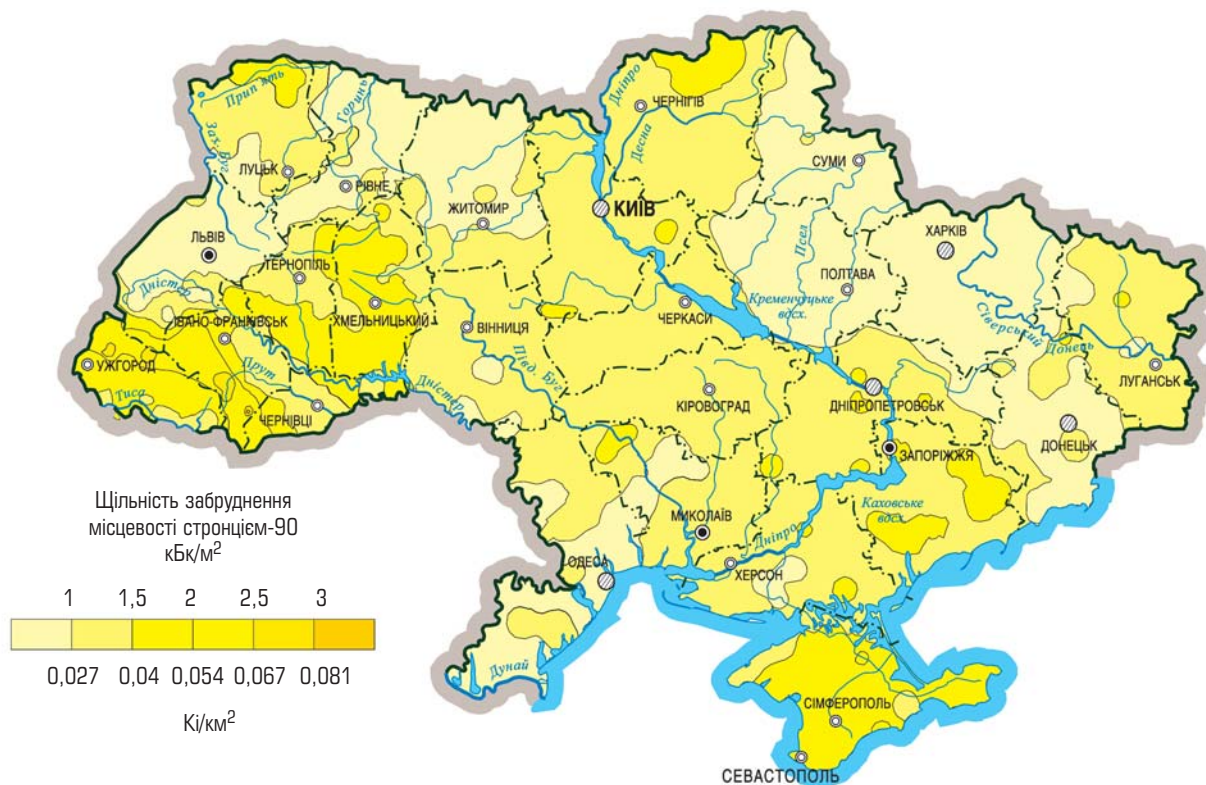 Прип'ять
Горинь
Зах. Буг
Дніпро
ЧЕРНІГІВ
Десна
ЛУЦЬК
РІВНЕ
СУМИ
ЖИТОМИР
КИЇВ
ЛЬВІВ
Псел
ХАРКІВ
ТЕРНОПІЛЬ
ПОЛТАВА
Дністер
Кременчуцьке
вдсх.
ІВАНО-ФРАНКІВСЬК
ХМЕЛЬНИЦЬКИЙ
ВІННИЦЯ
ЧЕРКАСИ
Сіверський
Донець
УЖГОРОД
Прут
Півд. Буг
ЛУГАНСЬК
Тиса
Дністер
КІРОВОГРАД
ДНІПРОПЕТРОВСЬК
ЧЕРНІВЦІ
ДОНЕЦЬК
ЗАПОРІЖЖЯ
Каховське
вдсх.
МИКОЛАЇВ
Дніпро
ОДЕСА
ХЕРСОН
Дунай
СІМФЕРОПОЛЬ
СЕВАСТОПОЛЬ
Щільність забруднення
місцевості стронцієм-90
кБк/м²
1 1,5 2 2,5 3
0,027 0,04 0,054 0,067 0,081
Кі/км²